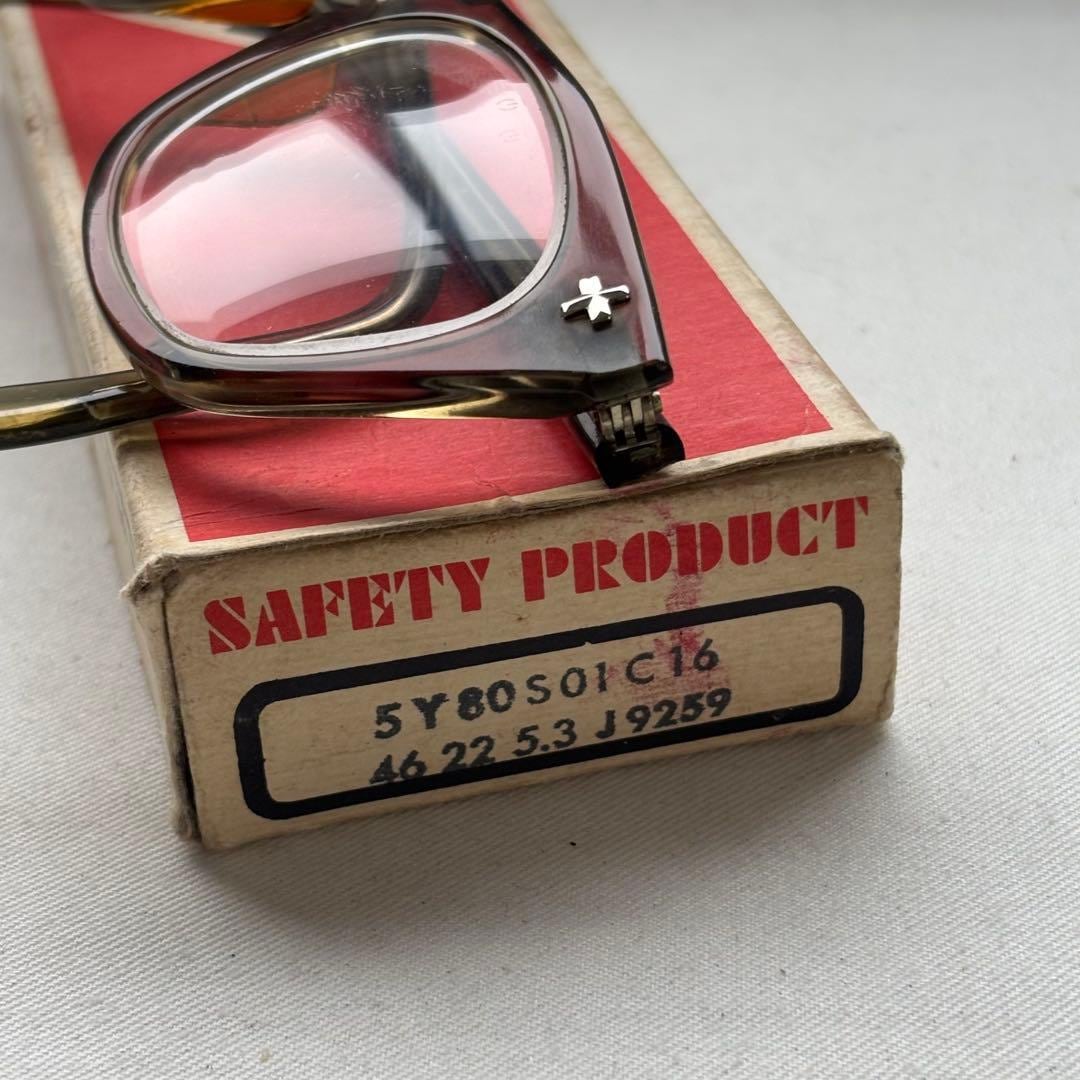 SAFETY PRODUCT
5Y80S01C16
46 22 5.3 J9259